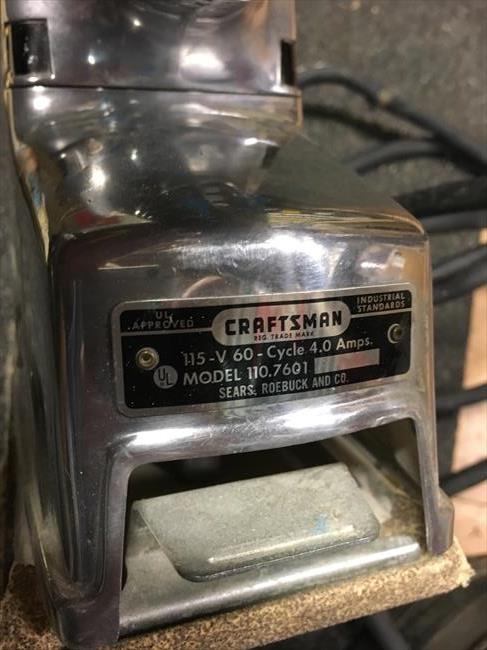 UL
APPROVED
CRAFTSMAN
REG. TRADE MARK
INDUSTRIAL
STANDARDS
115-V 60-Cycle 4.0 Amps.
UL MODEL 110.7601
SEARS, ROEBUCK AND CO.